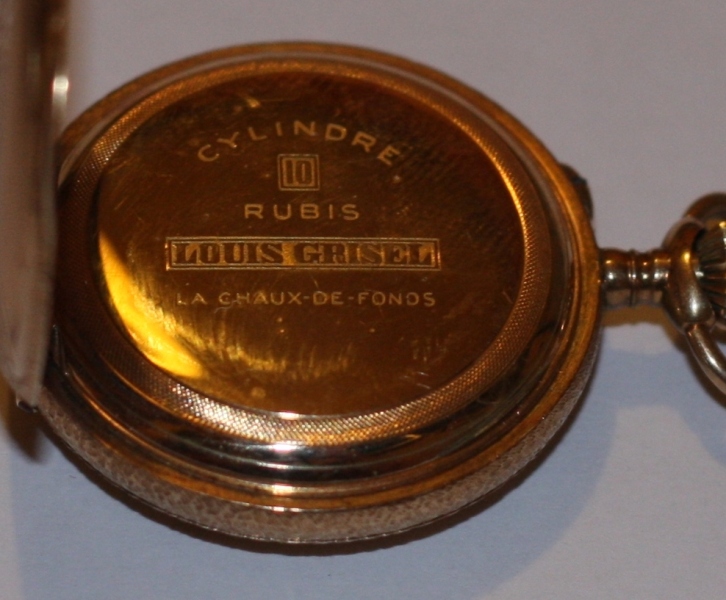 CYLINDRE
10
RUBIS
LOUIS GRISEL
LA CHAUX-DE-FONDS